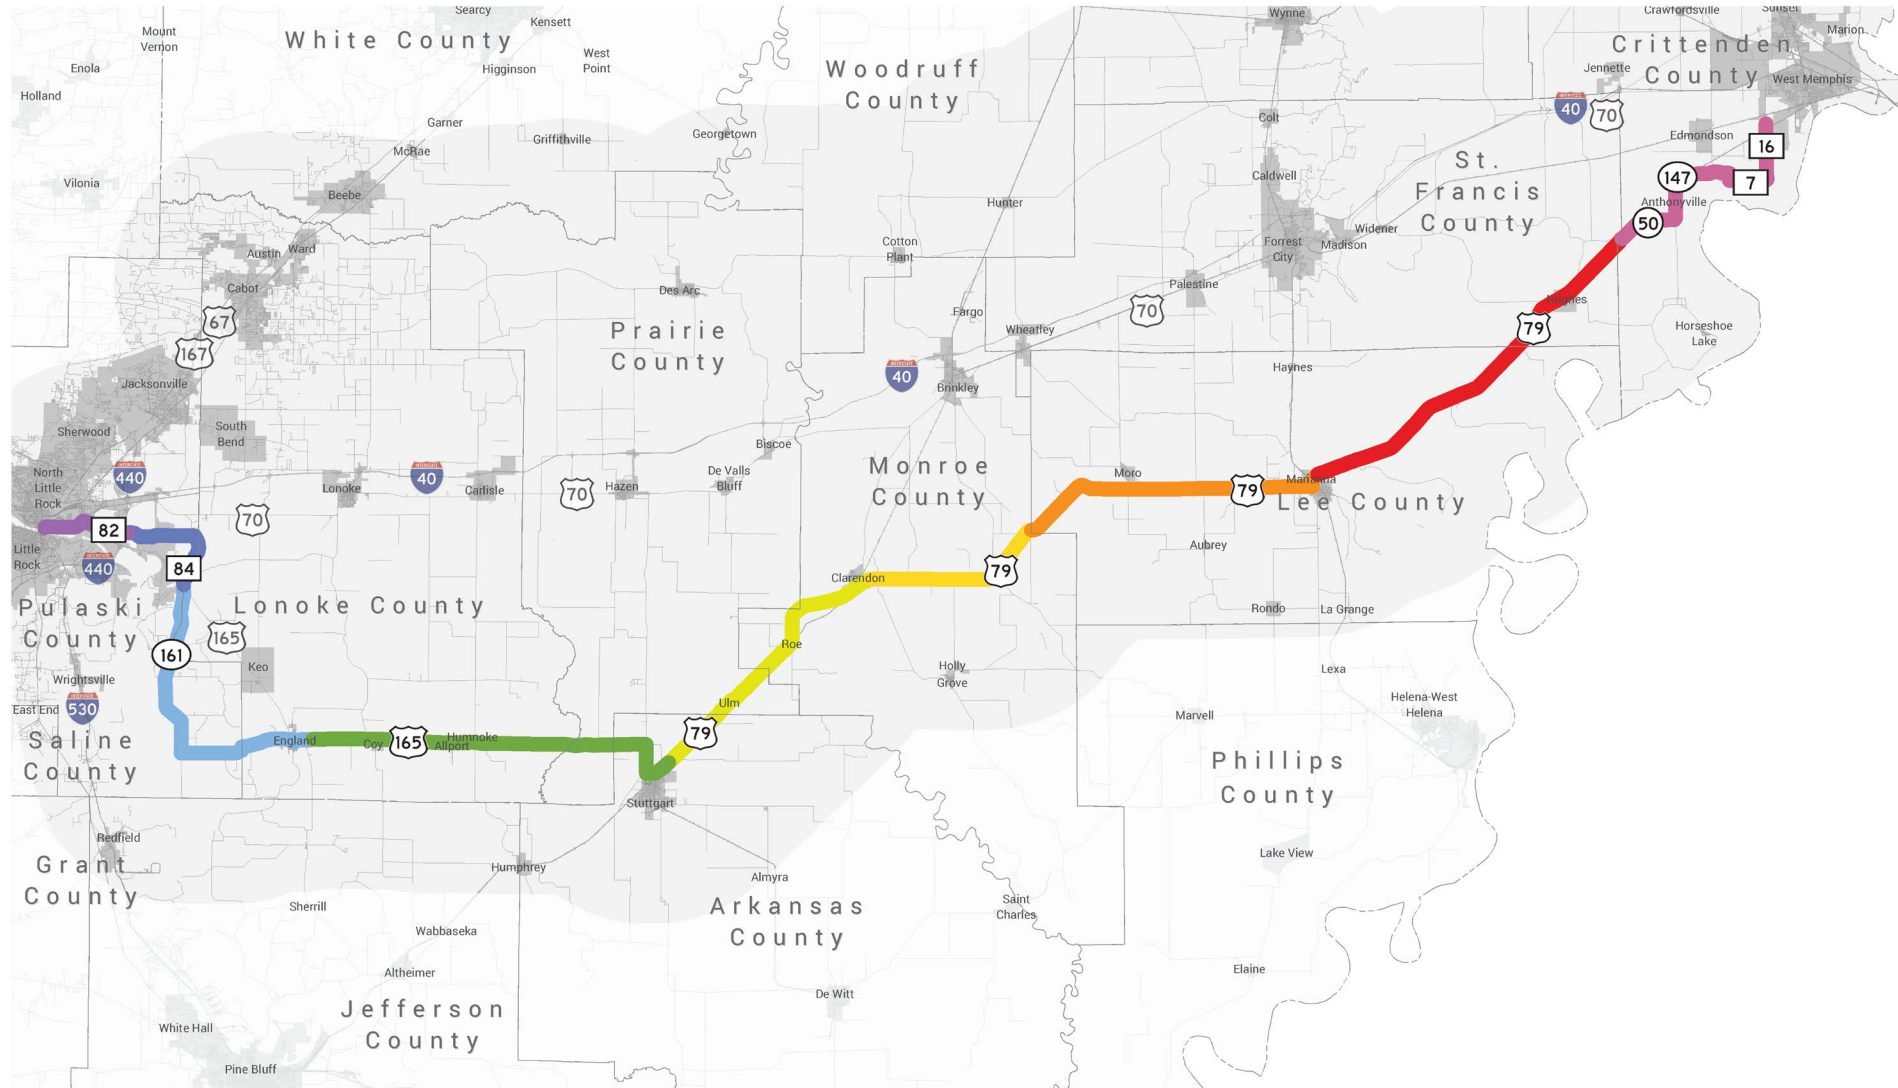 Searcy
Kensett
Mount
Vernon
White County
West
Point
Higginson
Enola
Holland
Woodruff
County
Wynne
Crawfordsville
Sunset
Marion
Crittenden
County
Jennette
West Memphis
INTERSTATE
40
70
Garner
McRae
Griffithville
Georgetown
Colt
Edmondson
16
Vilonia
Beebe
Caldwell
St.
Francis
County
147
7
Anthonyville
50
Hunter
Cotton
Plant
Forrest
City
Madison
Widener
Austin
Ward
Cabot
67
167
Des Arc
Palestine
70
Hughes
79
Horseshoe
Lake
Fargo
Wheatley
Prairie
County
Jacksonville
INTERSTATE
40
Brinkley
Haynes
Sherwood
South
Bend
Biscoe
North
Little
Rock
INTERSTATE
440
Lonoke
INTERSTATE
40
Carlisle
70
Hazen
De Valls
Bluff
Monroe
County
Moro
79
Marianna
Lee County
70
82
Little
Rock
INTERSTATE
440
84
Aubrey
79
Clarendon
Pulaski
County
Lonoke County
165
161
Keo
Rondo
La Grange
Roe
Holly
Grove
Lexa
Wrightsville
East End
INTERSTATE
530
Ulm
79
Marvell
Helena-West
Helena
Saline
County
England
Coy
165
Humnoke
Allport
Phillips
County
Stuttgart
Redfield
Grant
County
Humphrey
Almyra
Lake View
Sherrill
Arkansas
County
Saint
Charles
Wabbaseka
Altheimer
Elaine
De Witt
Jefferson
County
White Hall
Pine Bluff